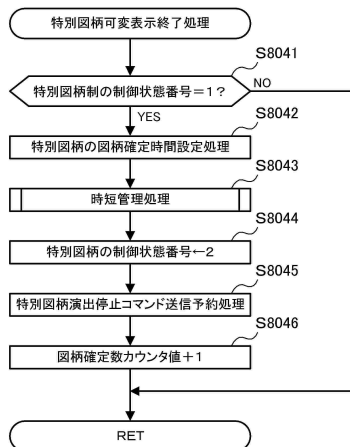 特別図柄可変表示終了処理
S8041
特別図柄制の制御状態番号=1?
NO
YES
S8042
特別図柄の図柄確定時間設定処理
S8043
時短管理処理
S8044
特別図柄の制御状態番号←2
S8045
特別図柄演出停止コマンド送信予約処理
S8046
図柄確定数カウンタ値+1
RET